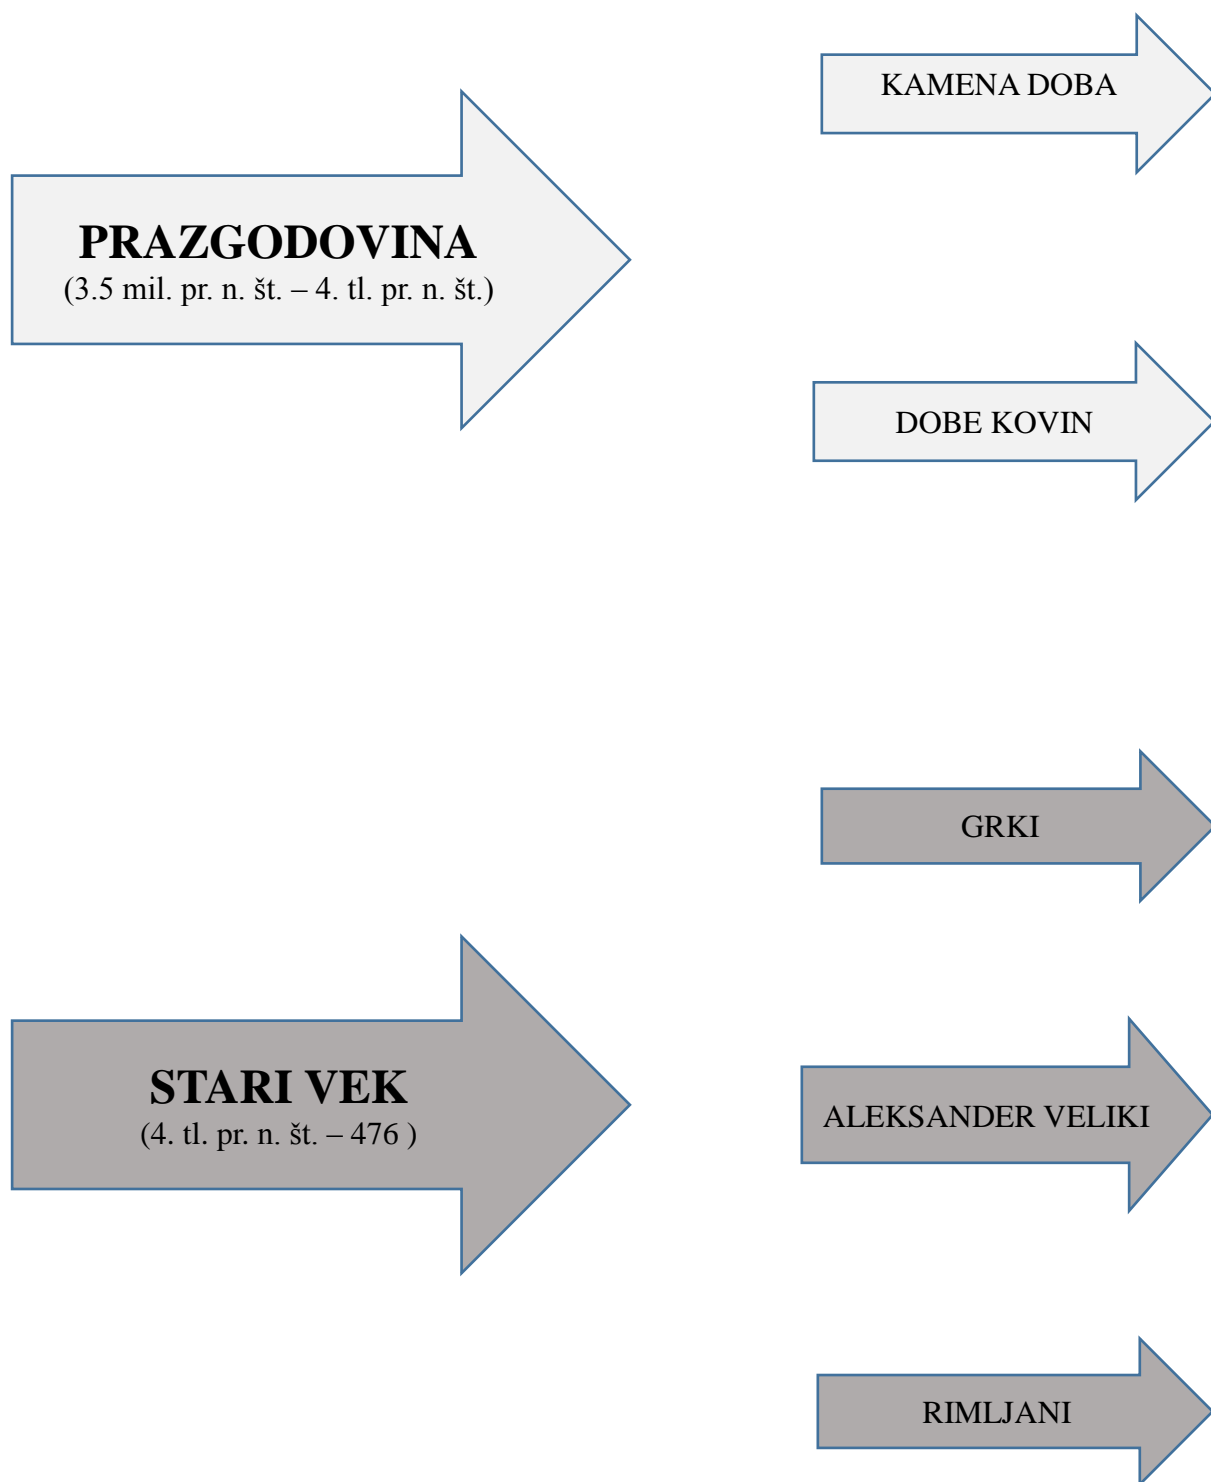 KAMENA DOBA
PRAZGODOVINA
(3.5 mil. pr. n. št. – 4. tl. pr. n. št.)
DOBE KOVIN
GRKI
STARI VEK
(4. tl. pr. n. št. – 476 )
ALEKSANDER VELIKI
RIMLJANI